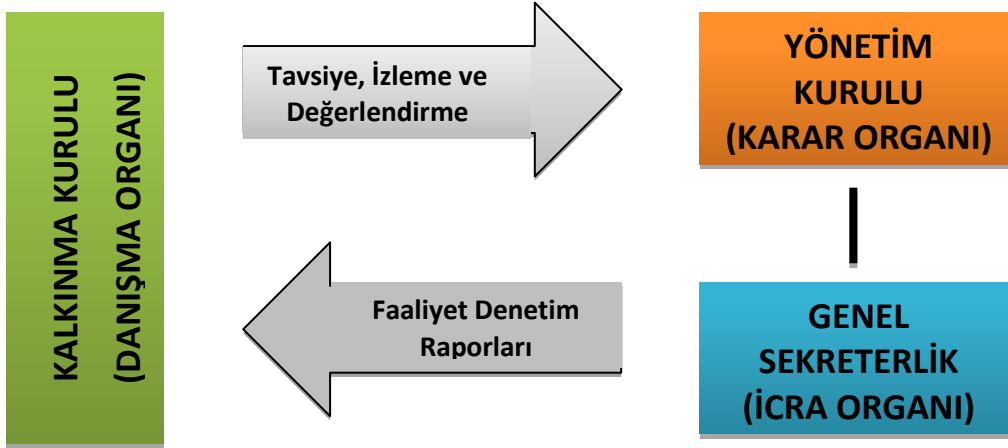 KALKINMA KURULU
(DANIŞMA ORGANI)
Tavsiye, İzleme ve
Değerlendirme
YÖNETİM
KURULU
(KARAR ORGANI)
Faaliyet Denetim
Raporları
GENEL
SEKRETERLİK
(İCRA ORGANI)